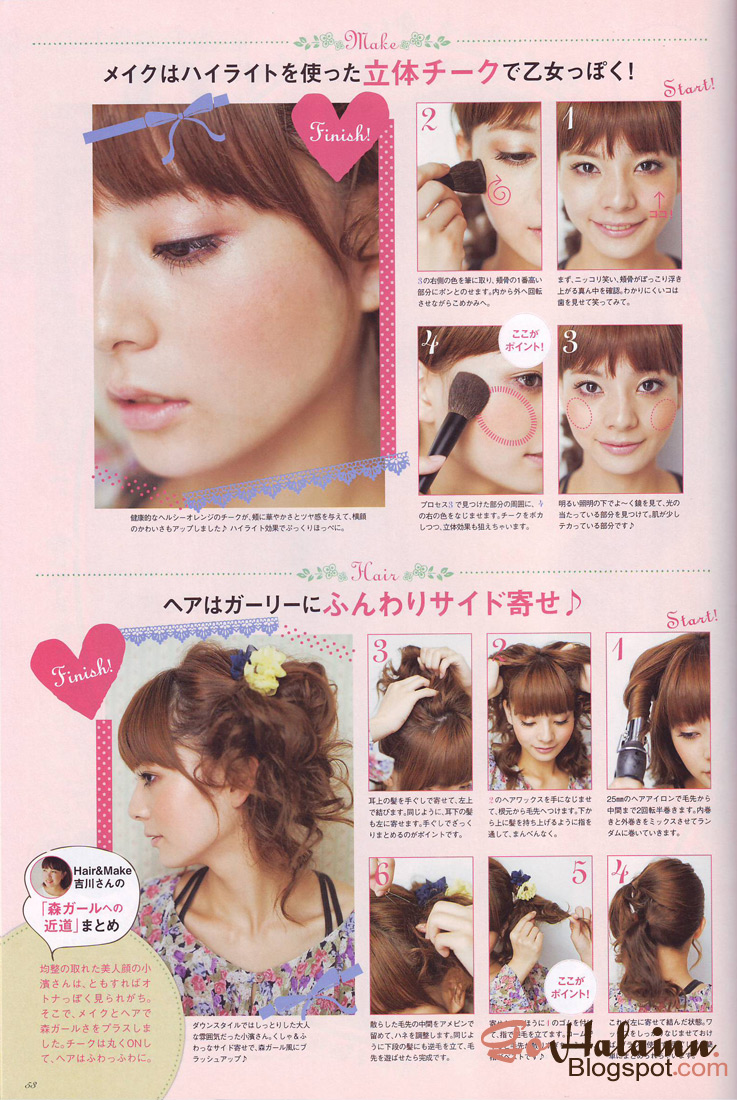 Make
メイクはハイライトを使った立体チークで乙女っぽく!
Start!
Finish!
1
ココ!
まず、ニッコリ笑い、頬骨がぽっこり浮き
上がる真ん中を確認。わかりにくいコは
歯を見せて笑ってみて。
2
3の右側の色を筆に取り、頬骨の1番高い
部分にポンとのせます。内から外へ回転
させながらこめかみへ。
3
明るい照明の下でよ〜く鏡を見て、光の
当たっている部分を見つけて。肌が少し
テカっている部分です♪
4
ここが
ポイント!
プロセス3で見つけた部分の周囲に、4
の右の色をなじませます。チークをボカ
しつつ、立体効果も狙えちゃいます。
健康的なヘルシーオレンジのチークが、頬に華やかさとツヤ感を与えて、横顔
のかわいさもアップしました♪ ハイライト効果でぷっくりほっぺに。
Hair
ヘアはガーリーにふんわりサイド寄せ♪
Start!
Finish!
1
25mmのヘアアイロンで毛先から
中間まで2回転半巻きます。内巻
きと外巻きをミックスさせてラン
ダムに巻いていきます。
2
のヘアワックスを手になじませ
て、根元から毛先へつけます。下か
ら上に髪を持ち上げるように指を
通して、まんべんなく。
3
耳上の髪を手ぐしで寄せて、左上
で結びます。同じように、耳下の髪
も左に寄せます。手ぐしでざっく
りまとめるのがポイントです。
4
これが左に寄せて結んだ状態。ワ
5
ここが
ポイント!
のゴムを付け
6
散らした毛先の中間をアメピンで
留めて、ハネを調整します。同じよう
に下段の髪にも逆毛を立て、毛
先を遊ばせたら完成です。
Hair&Make
吉川さんの
「森ガールへの
近道」まとめ
均整の取れた美人顔の小
濱さんは、ともすればオ
トナっぽく見られがち。
そこで、メイクとヘアで
森ガールさをプラスしま
した。チークは丸くONし
て、ヘアはふわっふわに。
ダウンスタイルではしっとりした大人
な雰囲気だった小濱さん。くしゃ&ふ
わっなサイド寄せで、森ガール風にブ
ラッシュアップ♪
53
Halainn.
Blogspot.com